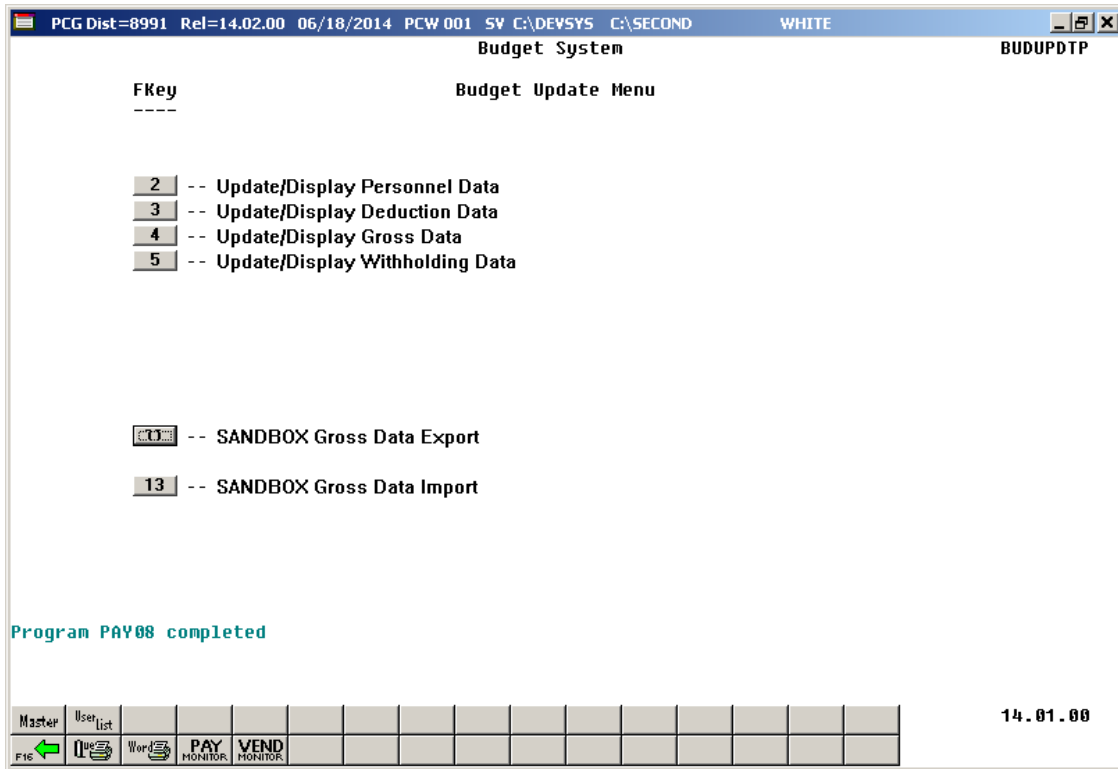 PCG Dist=8991 Rel=14.02.00 06/18/2014 PCW 001 SV C:\DEVSYS C:\SECOND WHITE
Budget System BUDUPDTP
FKey Budget Update Menu
----
2 -- Update/Display Personnel Data
3 -- Update/Display Deduction Data
4 -- Update/Display Gross Data
5 -- Update/Display Withholding Data
-- SANDBOX Gross Data Export
13 -- SANDBOX Gross Data Import
Program PAY08 completed
Master User List 14.01.00
F16 Que Word PAY MONITOR VEND MONITOR